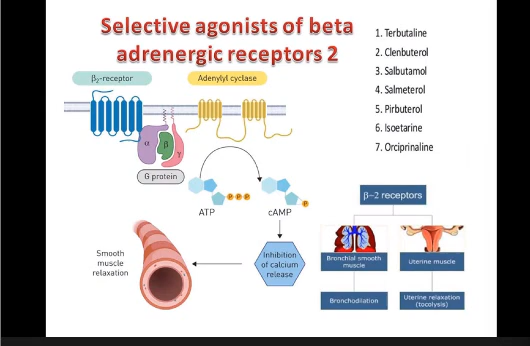 Selective agonists of beta
adrenergic receptors 2
1. Terbutaline
2. Clenbuterol
3. Salbutamol
4. Salmeterol
5. Pirbuterol
6. Isoetarine
7. Orciprinaline
β₂-receptor
Adenylyl cyclase
α
β
γ
G protein
P P P
P
ATP
cAMP
Smooth
muscle
relaxation
Inhibition
of calcium
release
β-2 receptors
Bronchial smooth
muscle
Uterine muscle
Bronchodilation
Uterine relaxation
(tocolysis)